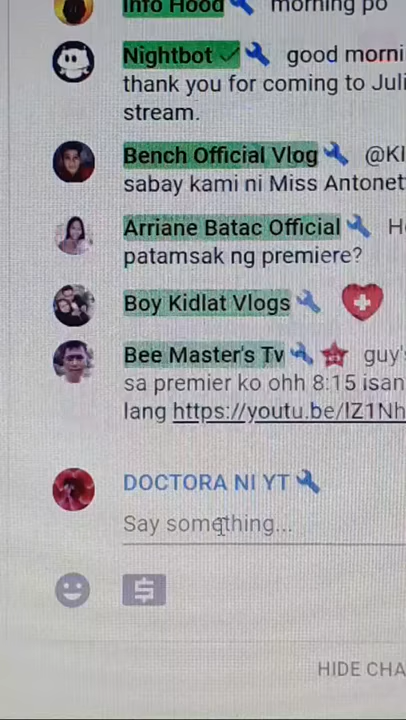 Info Hood morning po
Nightbot good morni
thank you for coming to Juli
stream.
Bench Official Vlog @Kl
sabay kami ni Miss Antonet
Arriane Batac Official H
patamsak ng premiere?
Boy Kidlat Vlogs
Bee Master's Tv guy'
sa premier ko ohh 8:15 isan
lang https://youtu.be/lZ1Nh
DOCTORA NI YT
Say something...
$
HIDE CHA